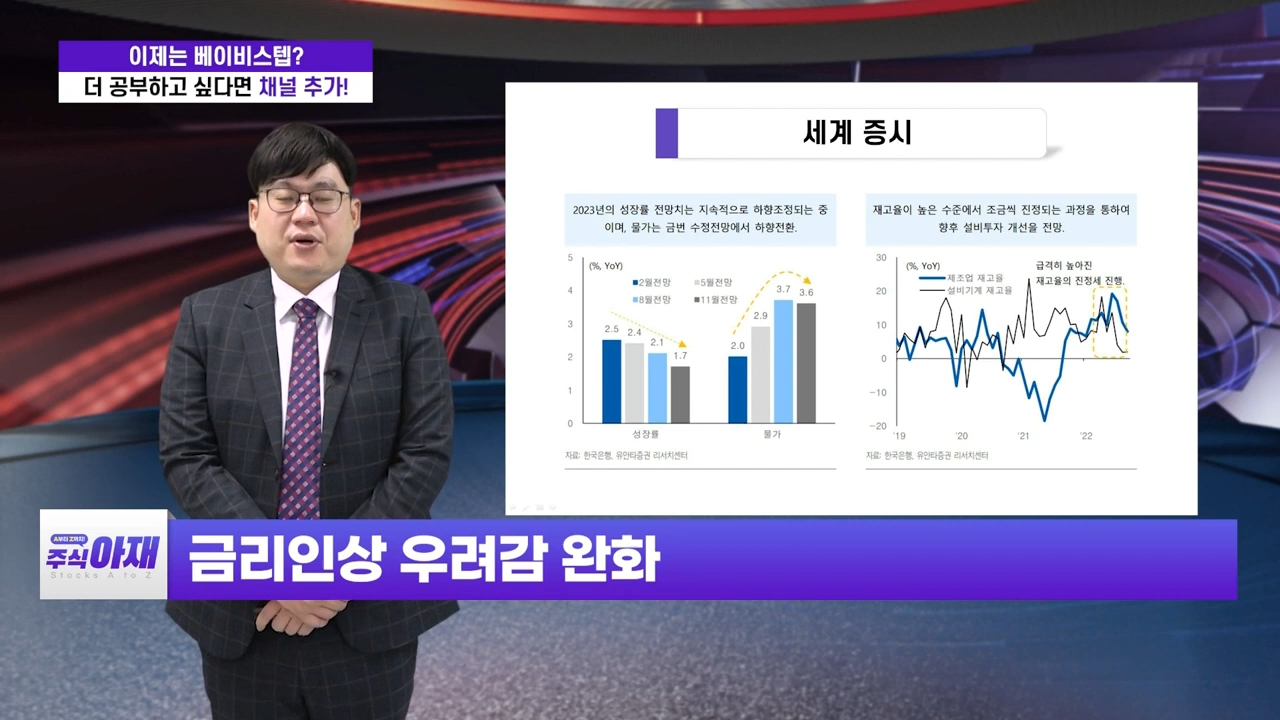 이제는 베이비스텝?
더 공부하고 싶다면 채널 추가!
세계 증시
2023년의 성장률 전망치는 지속적으로 하향조정되는 중
이며, 물가는 금번 수정전망에서 하향전환.
5
(%, YoY)
2월전망
5월전망
4
8월전망
11월전망
3
2
1
0
2.5
2.4
2.1
1.7
2.0
2.9
3.7
3.6
성장률
물가
자료: 한국은행, 유안타증권 리서치센터
재고율이 높은 수준에서 조금씩 진정되는 과정을 통하여
향후 설비투자 개선을 전망.
30
(%, YoY)
제조업 재고율
설비기계 재고율
급격히 높아진
재고율의 진정세 진행.
20
10
0
-10
-20
'19
'20
'21
'22
자료: 한국은행, 유안타증권 리서치센터
A부터 Z까지!
주식아재
Stocks A to Z
금리인상 우려감 완화